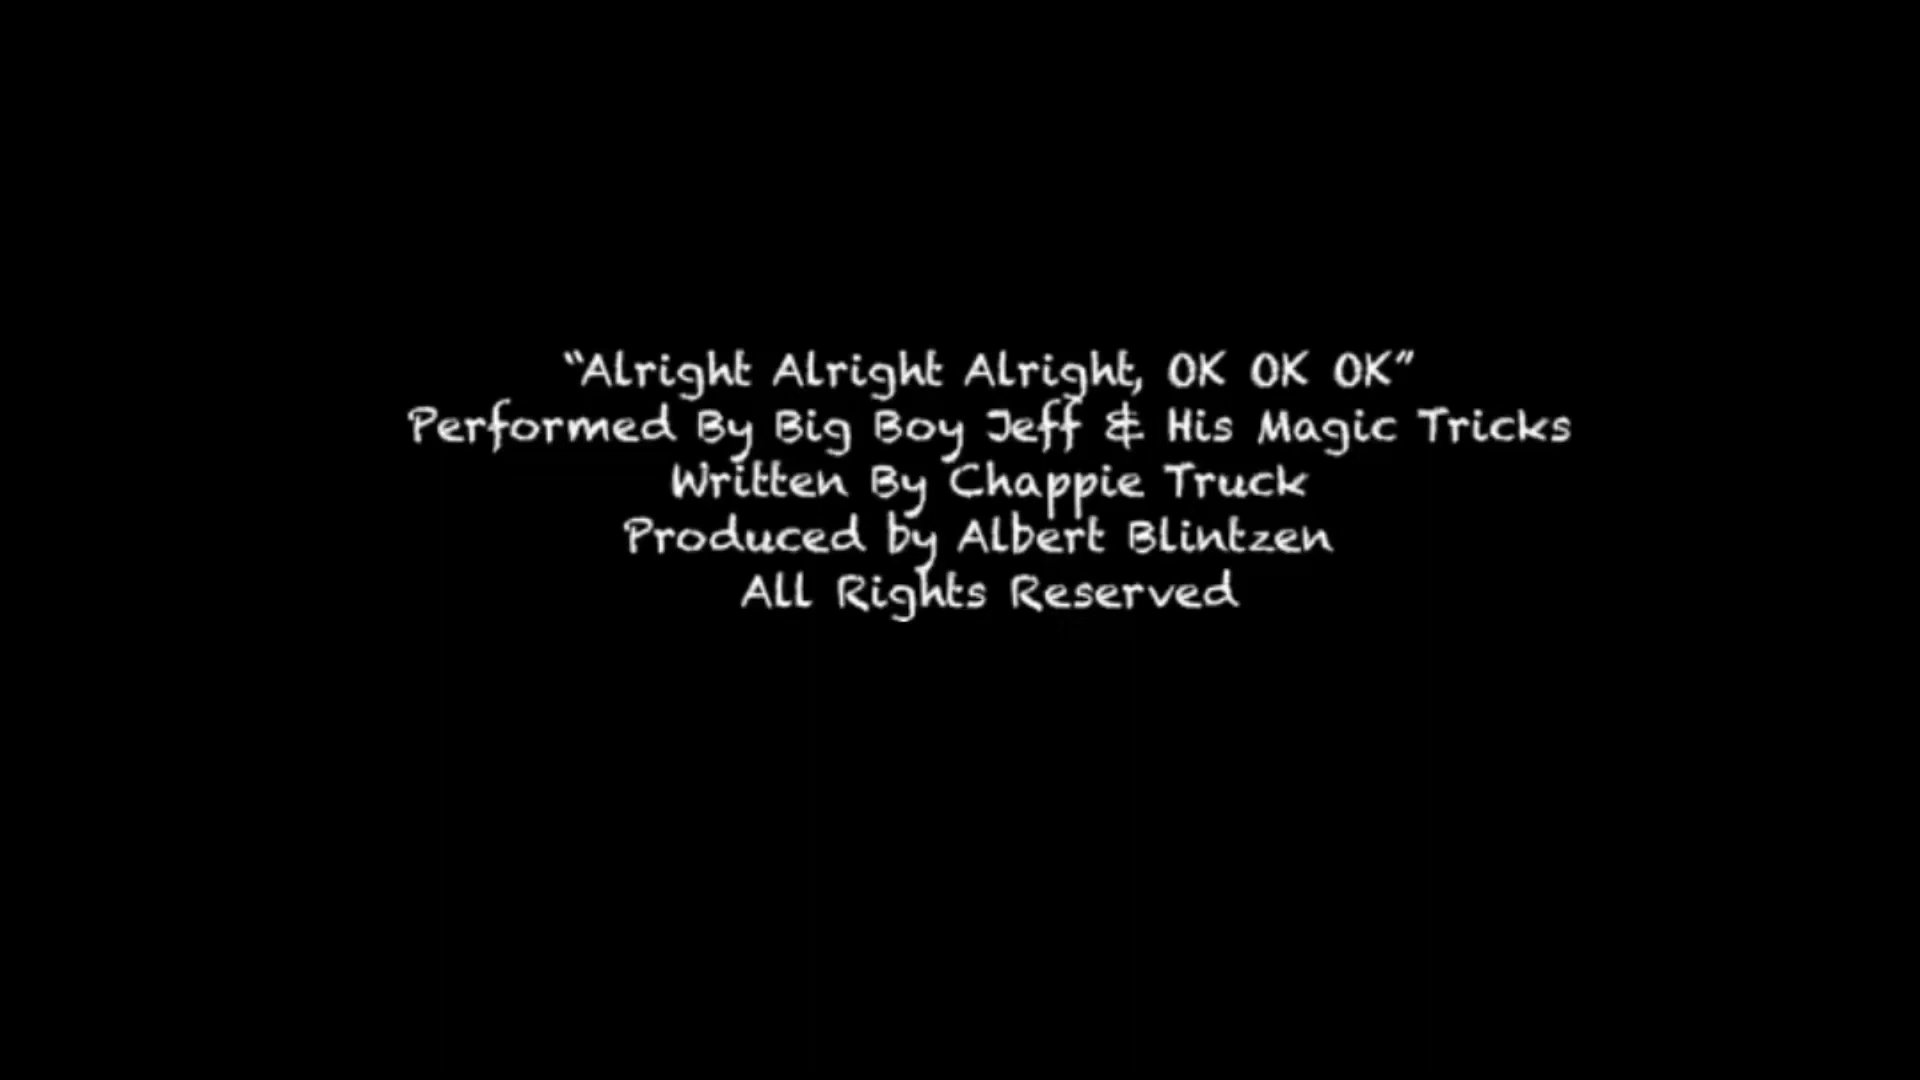 “Alright Alright Alright, OK OK OK”
Performed By Big Boy Jeff & His Magic Tricks
Written By Chappie Truck
Produced by Albert Blintzen
All Rights Reserved